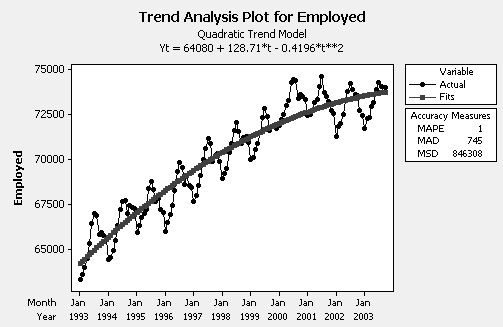 Trend Analysis Plot for Employed
Quadratic Trend Model
Yt = 64080 + 128.71*t - 0.4196*t**2
75000
72500
70000
67500
65000
Employed
Month Jan Jan Jan Jan Jan Jan Jan Jan Jan Jan Jan
Year 1993 1994 1995 1996 1997 1998 1999 2000 2001 2002 2003
Variable
Actual
Fits
Accuracy Measures
MAPE 1
MAD 745
MSD 846308